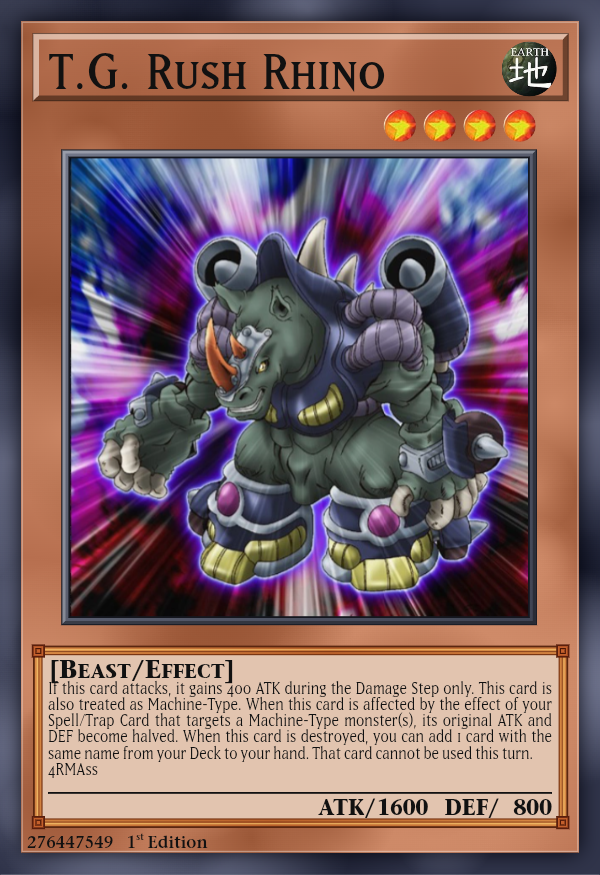 T.G. Rush Rhino
EARTH
地
[Beast/Effect]
If this card attacks, it gains 400 ATK during the Damage Step only. This card is
also treated as Machine-Type. When this card is affected by the effect of your
Spell/Trap Card that targets a Machine-Type monster(s), its original ATK and
DEF become halved. When this card is destroyed, you can add 1 card with the
same name from your Deck to your hand. That card cannot be used this turn.
4RMAss
ATK/1600 DEF/ 800
276447549 1st Edition